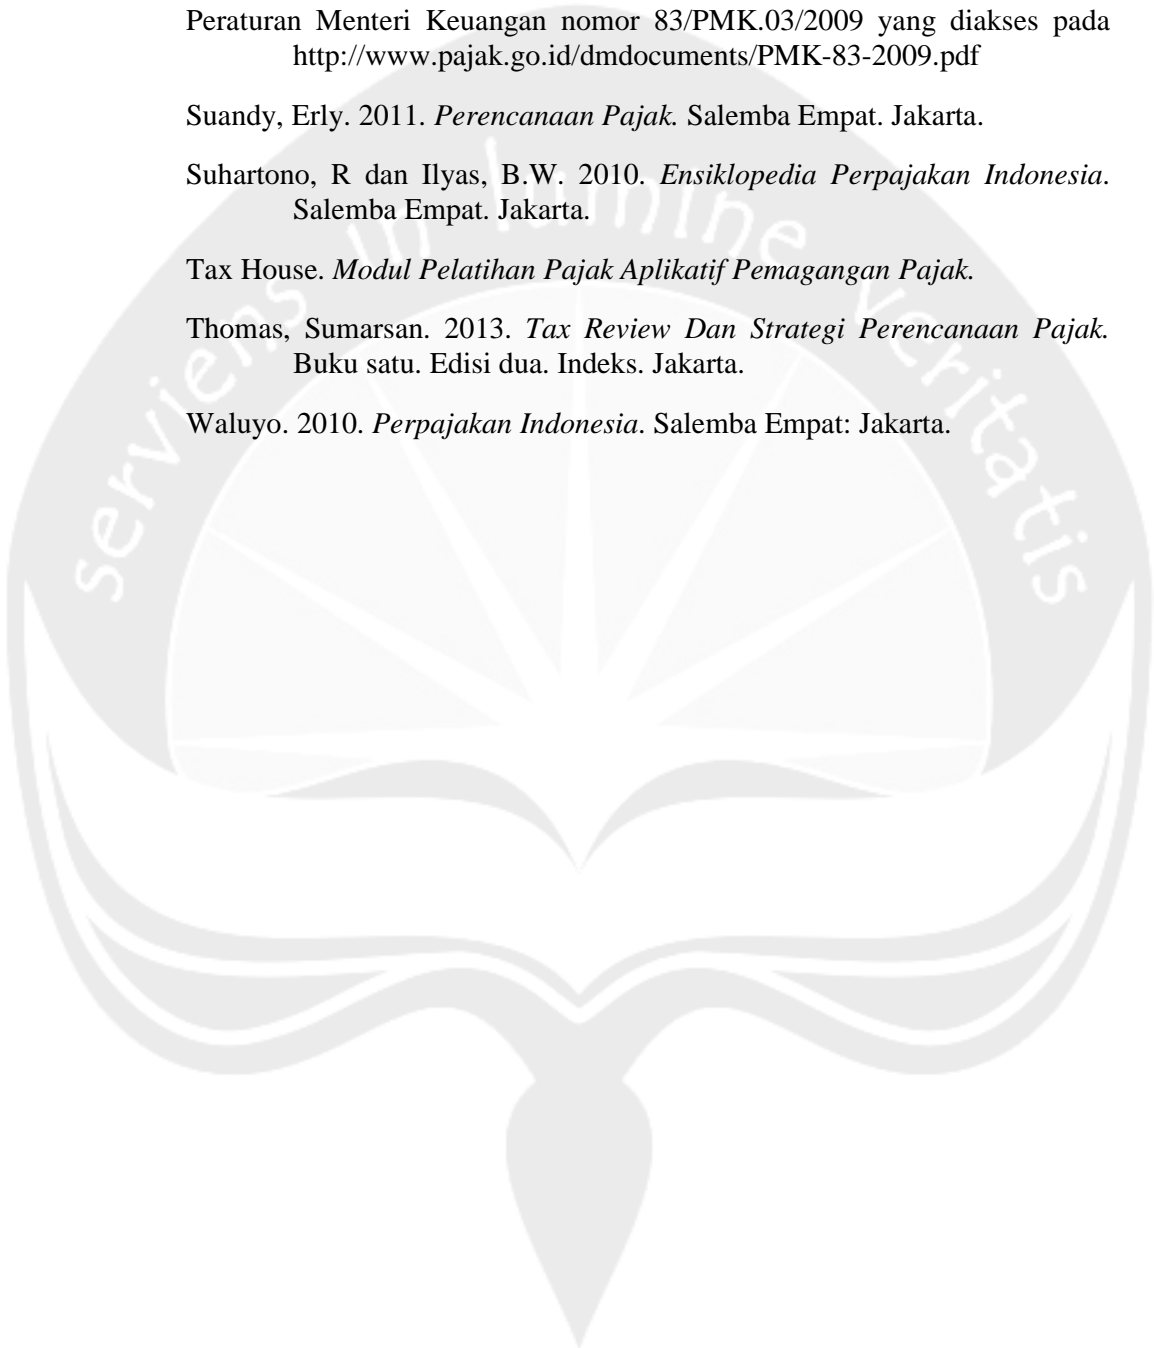 Peraturan Menteri Keuangan nomor 83/PMK.03/2009 yang diakses pada
http://www.pajak.go.id/dmdocuments/PMK-83-2009.pdf
Suandy, Erly. 2011. Perencanaan Pajak. Salemba Empat. Jakarta.
Suhartono, R dan Ilyas, B.W. 2010. Ensiklopedia Perpajakan Indonesia.
Salemba Empat. Jakarta.
Tax House. Modul Pelatihan Pajak Aplikatif Pemagangan Pajak.
Thomas, Sumarsan. 2013. Tax Review Dan Strategi Perencanaan Pajak.
Buku satu. Edisi dua. Indeks. Jakarta.
Waluyo. 2010. Perpajakan Indonesia. Salemba Empat: Jakarta.
serviens in lumine veritatis